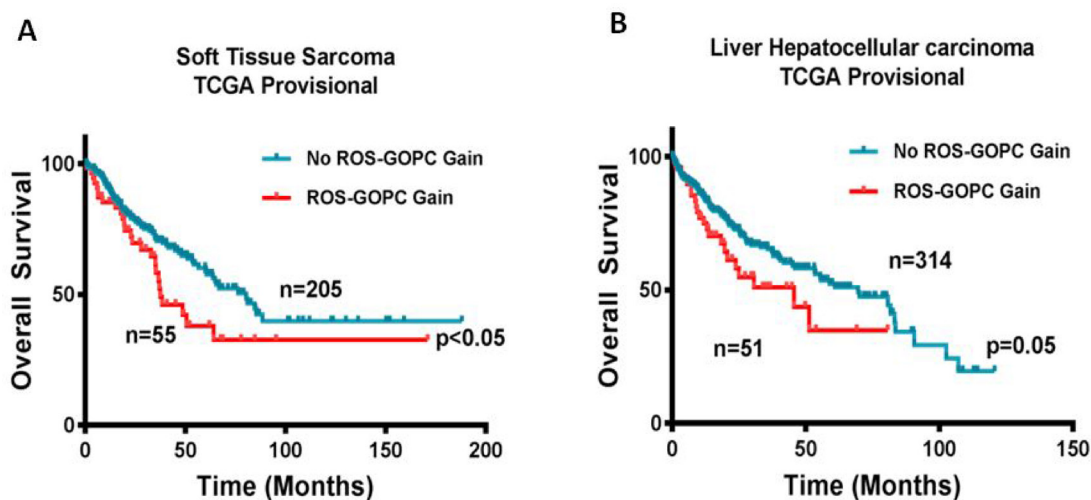 A
Soft Tissue Sarcoma
TCGA Provisional
No ROS-GOPC Gain
ROS-GOPC Gain
Overall Survival
100
50
0
n=205
n=55
p<0.05
0 50 100 150 200
Time (Months)
B
Liver Hepatocellular carcinoma
TCGA Provisional
No ROS-GOPC Gain
ROS-GOPC Gain
Overall Survival
100
50
0
n=314
n=51
p=0.05
0 50 100 150
Time (Months)